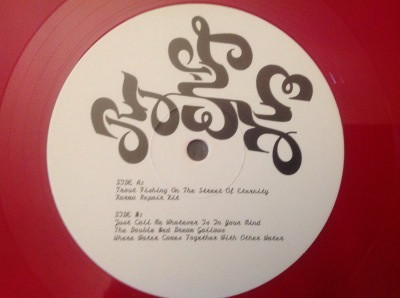 SIDE A:
Trout Fishing On The Street Of Eternity
Karma Repair Kit
SIDE B:
Just Call Me Whatever Is In Your Mind
The Double Bed Dream Gallows
Where Water Comes Together With Other Water